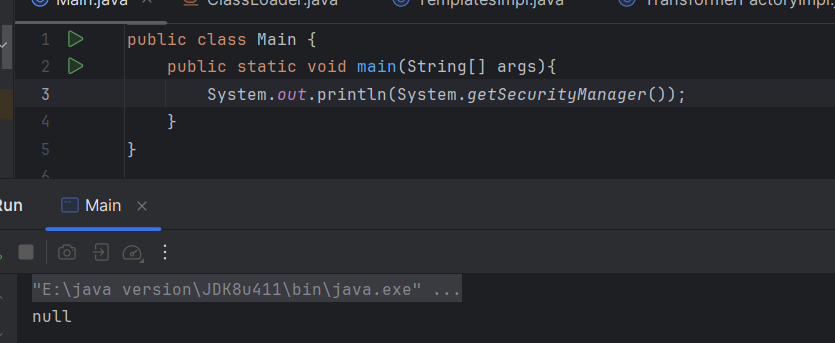 Main.java ClassLoader.java TemplatesImpl.java TransformerFactoryImpl.j
1 public class Main {
2 public static void main(String[] args){
3 System.out.println(System.getSecurityManager());
4 }
5 }
6
Run Main
"E:\java version\JDK8u411\bin\java.exe" ...
null